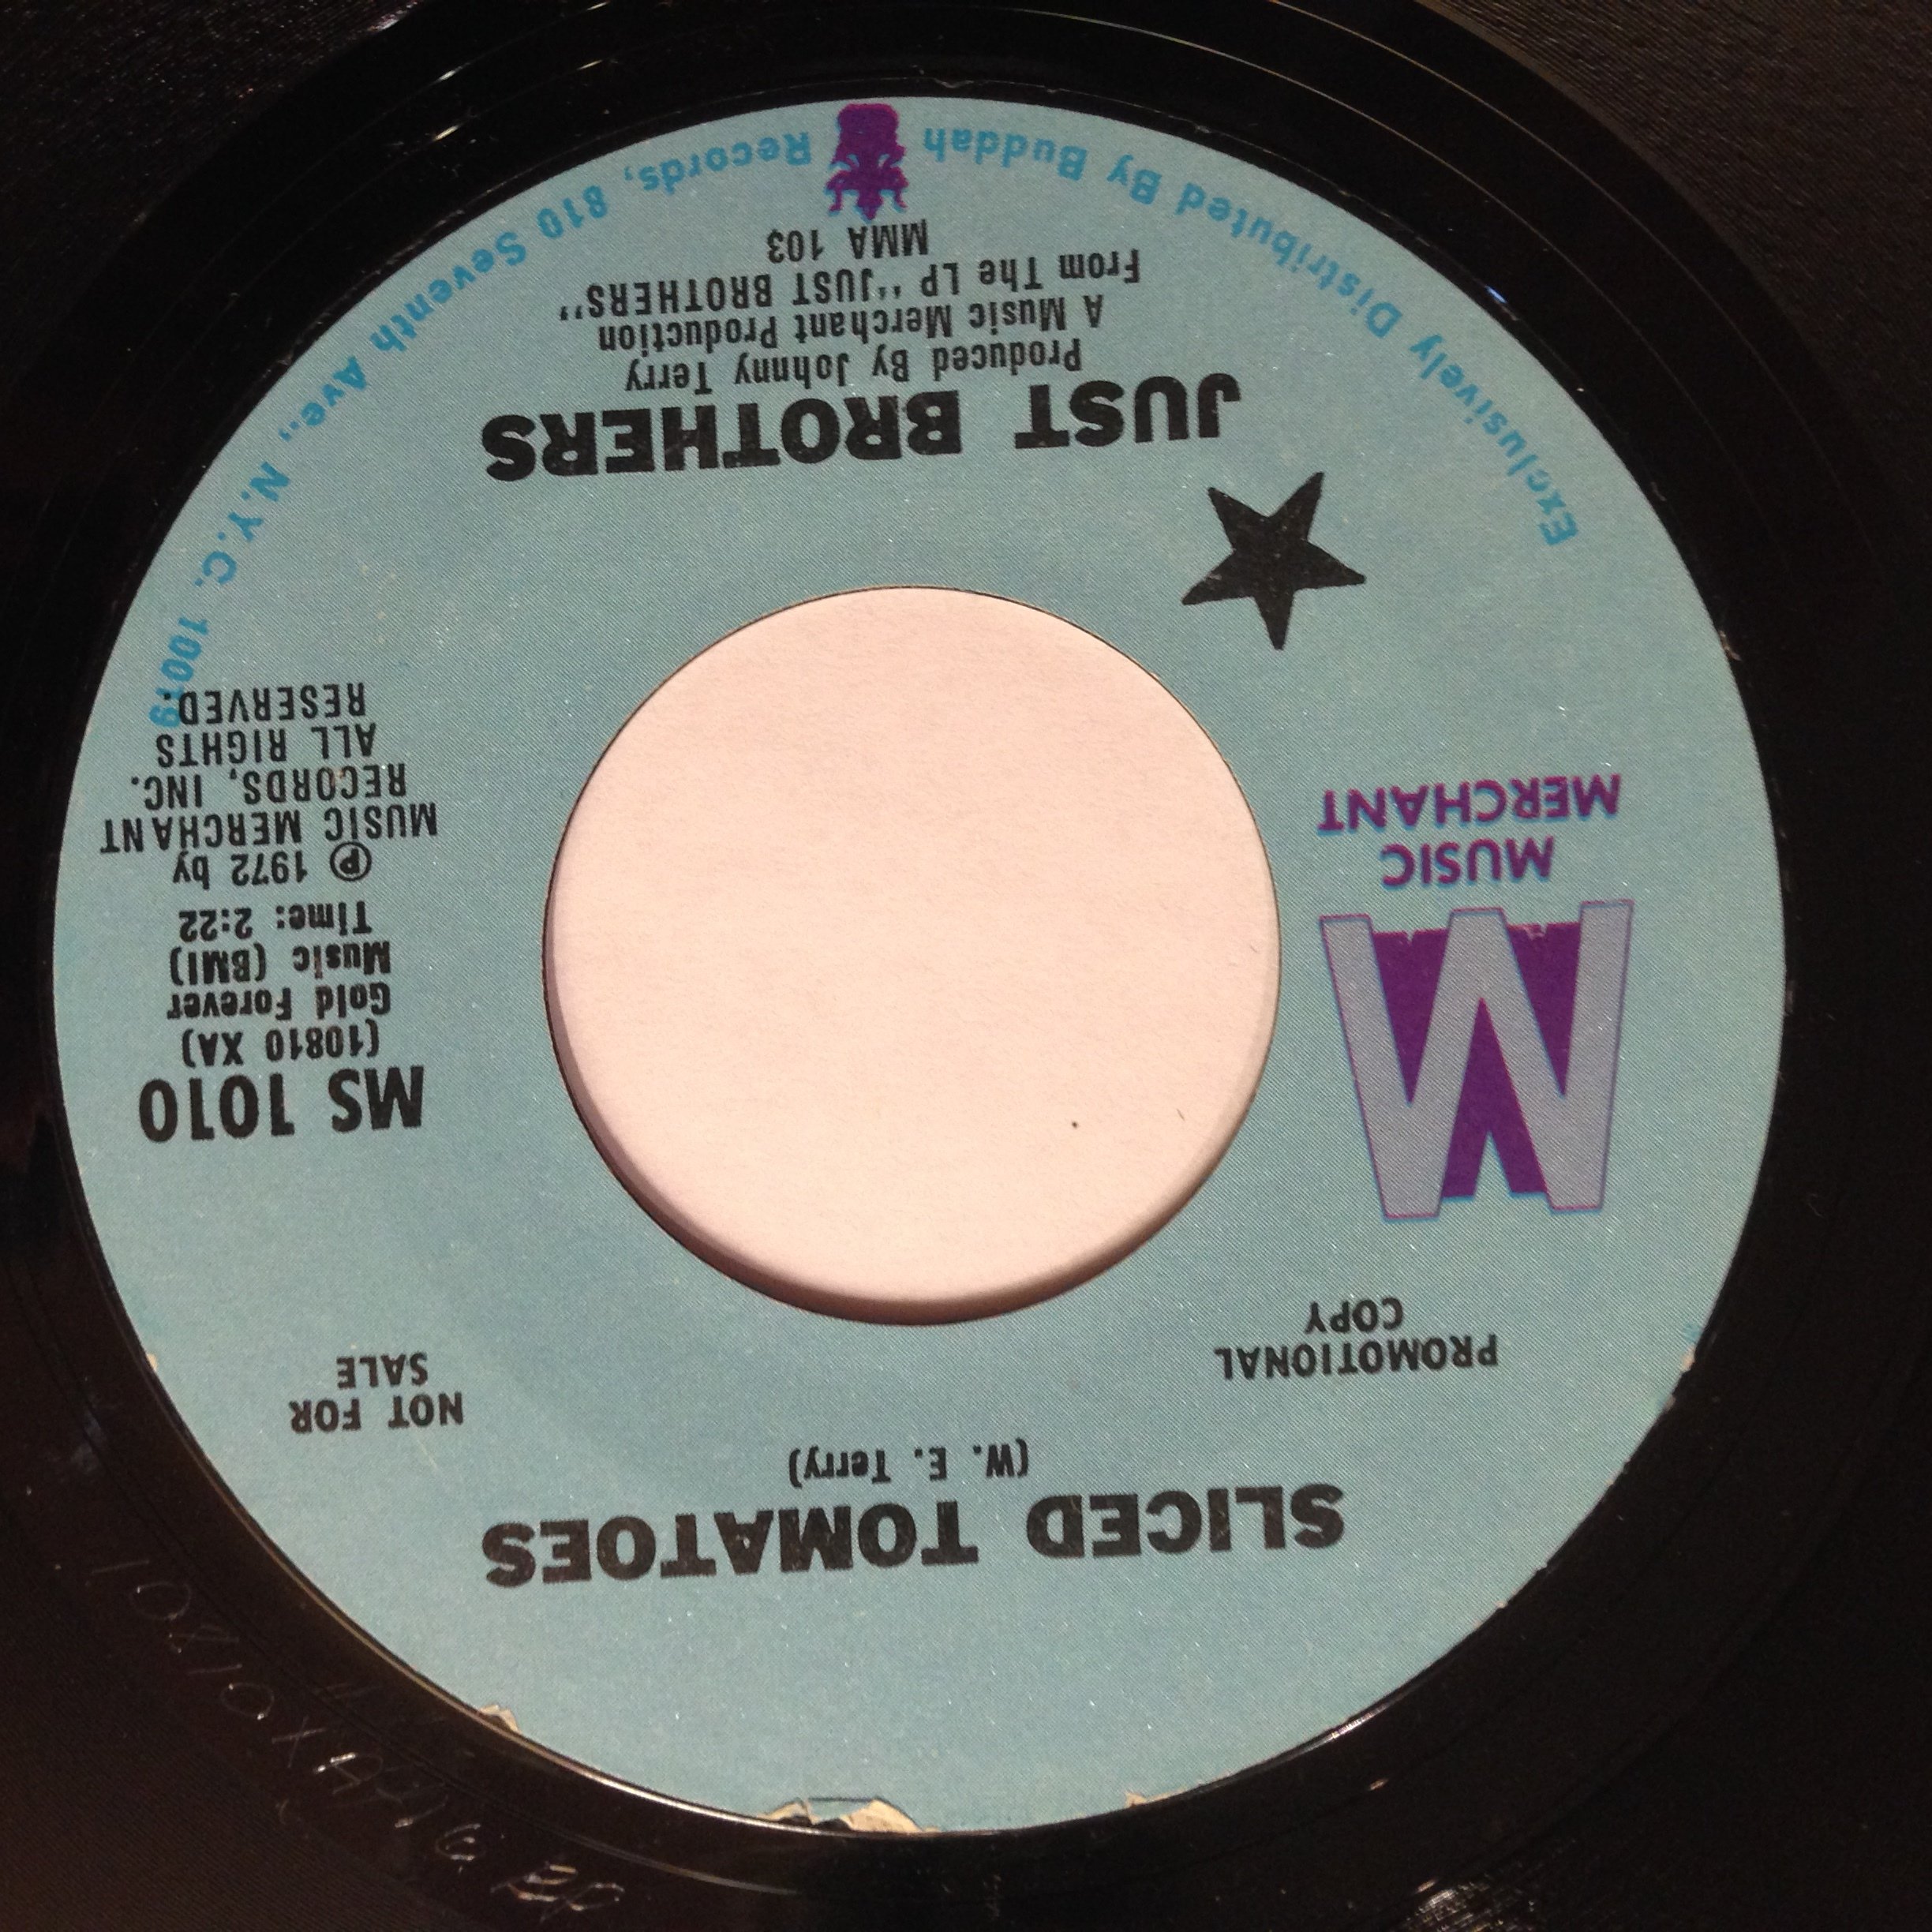 SLICED TOMATOES
(W. E. Terry)
PROMOTIONAL
COPY
NOT FOR
SALE
M
MUSIC
MERCHANT
MS 1010
(10810 XA)
Gold Forever
Music (BMI)
Time: 2:22
Ⓟ 1972 by
MUSIC MERCHANT
RECORDS, INC.
ALL RIGHTS
RESERVED.
JUST BROTHERS
Produced By Johnny Terry
A Music Merchant Production
From The LP "JUST BROTHERS"
MMA 103
Exclusively Distributed By Buddah Records, 810 Seventh Ave., N.Y.C. 10019